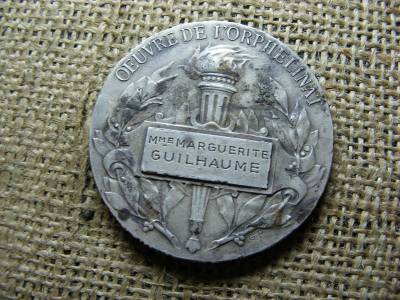 OEUVRE DE L'ORPHELINAT
MME MARGUERITE
GUILHAUME